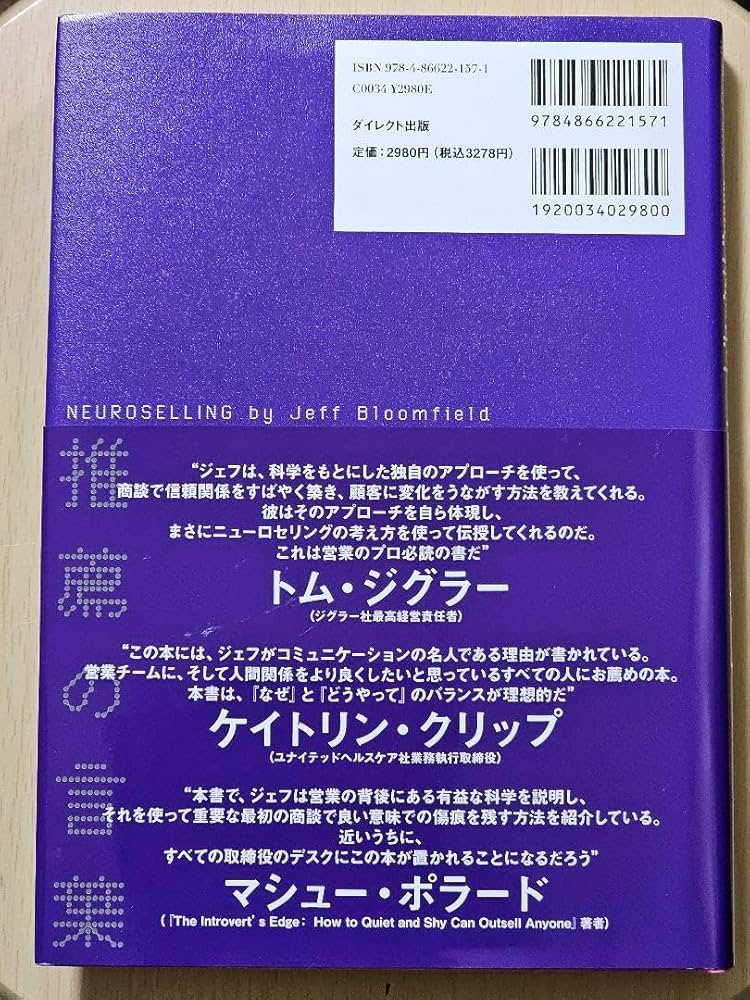 ISBN 978-4-86622-157-1
C0034 ¥2980E
ダイレクト出版
定価：2980円（税込3278円）
9784866221571
1920034029800
NEUROSELLING by Jeff Bloomfield
推薦の言葉
“ジェフは、科学をもとにした独自のアプローチを使って、
商談で信頼関係をすばやく築き、顧客に変化をうながす方法を教えてくれる。
彼はそのアプローチを自ら体現し、
まさにニューロセリングの考え方を使って伝授してくれるのだ。
これは営業のプロ必読の書だ”
トム・ジグラー
（ジグラー社最高経営責任者）
“この本には、ジェフがコミュニケーションの名人である理由が書かれている。
営業チームに、そして人間関係をより良くしたいと思っているすべての人にお薦めの本。
本書は、『なぜ』と『どうやって』のバランスが理想的だ”
ケイトリン・クリップ
（ユナイテッドヘルスケア社業務執行取締役）
“本書で、ジェフは営業の背後にある有益な科学を説明し、
それを使って重要な最初の商談で良い意味での傷痕を残す方法を紹介している。
近いうちに、
すべての取締役のデスクにこの本が置かれることになるだろう”
マシュー・ポラード
（『The Introvert’s Edge: How to Quiet and Shy Can Outsell Anyone』著者）